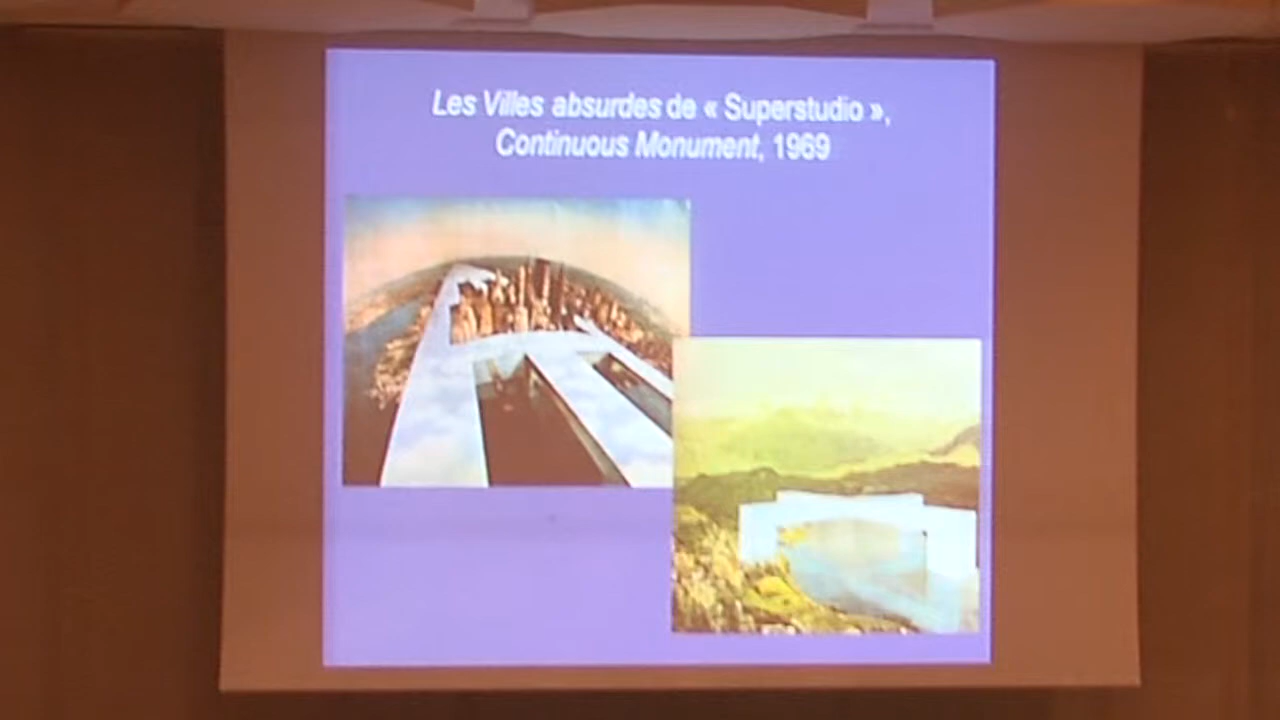 Les Villes absurdes de « Superstudio »,
Continuous Monument, 1969